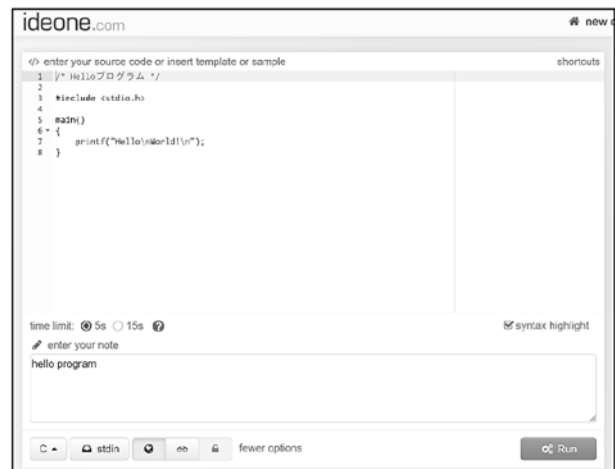 ideone.com
new
</> enter your source code or insert template or sample shortcuts
1 /* Helloプログラム */
2
3 #include <stdio.h>
4
5 main()
6 {
7 printf("Hello\nWorld!\n");
8 }
time limit: 5s 15s ?
syntax highlight
enter your note
hello program
C stdin fewer options Run